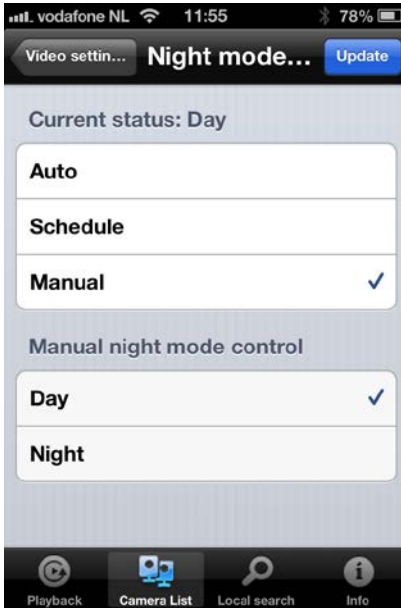 vodafone NL 11:55 78%
Video settin... Night mode... Update
Current status: Day
Auto
Schedule
Manual
Manual night mode control
Day
Night
Playback Camera List Local search Info